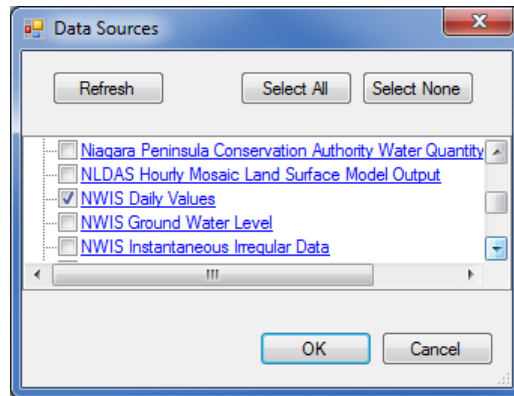 Data Sources
Refresh Select All Select None
Niagara Peninsula Conservation Authority Water Quantity
NLDAS Hourly Mosaic Land Surface Model Output
NWIS Daily Values
NWIS Ground Water Level
NWIS Instantaneous Irregular Data
OK Cancel